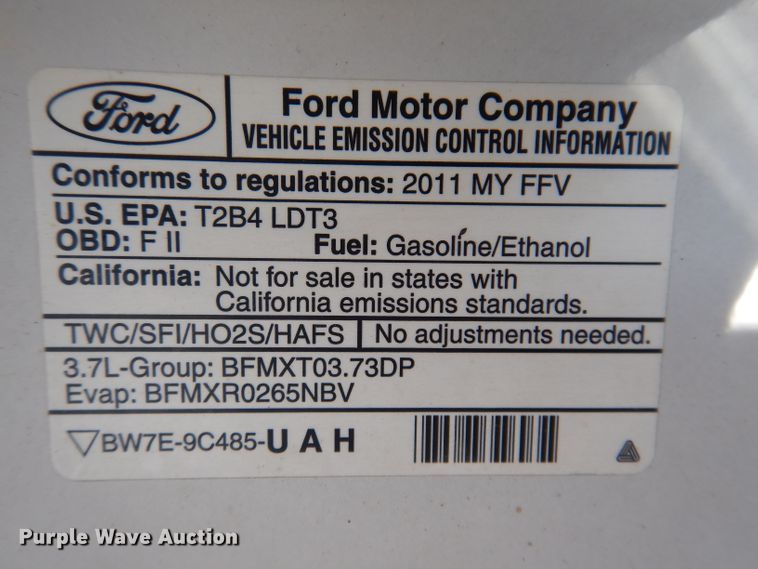 Ford
Ford Motor Company
VEHICLE EMISSION CONTROL INFORMATION
Conforms to regulations: 2011 MY FFV
U.S. EPA: T2B4 LDT3
OBD: F II Fuel: Gasoline/Ethanol
California: Not for sale in states with
California emissions standards.
TWC/SFI/HO2S/HAFS No adjustments needed.
3.7L-Group: BFMXT03.73DP
Evap: BFMXR0265NBV
BW7E-9C485-U A H
Purple Wave Auction